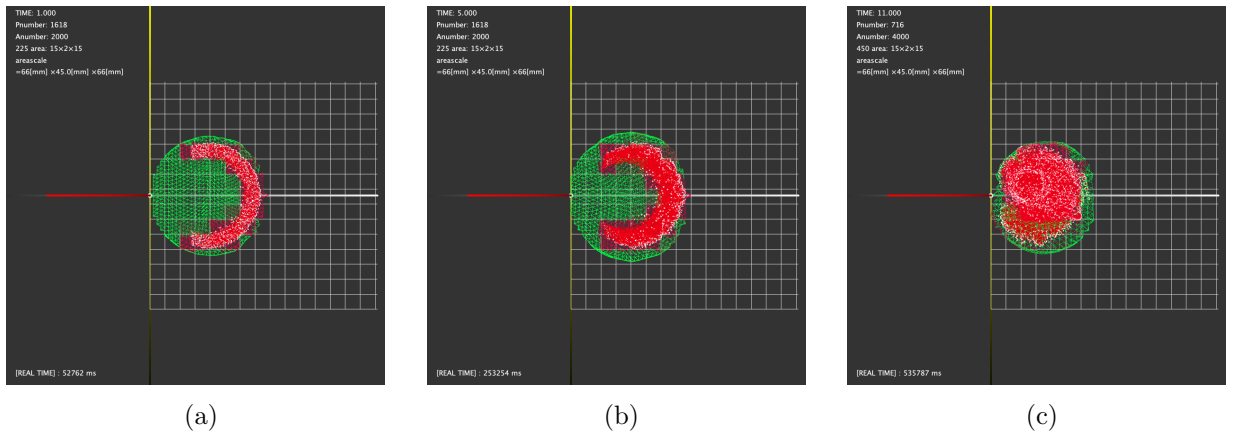 TIME: 1.000
Pnumber: 1618
Anumber: 2000
225 area: 15×2×15
areascale
=66[mm] ×45.0[mm] ×66[mm]
[REAL TIME] : 52762 ms
(a)
TIME: 5.000
Pnumber: 1618
Anumber: 2000
225 area: 15×2×15
areascale
=66[mm] ×45.0[mm] ×66[mm]
[REAL TIME] : 253254 ms
(b)
TIME: 11.000
Pnumber: 716
Anumber: 4000
450 area: 15×2×15
areascale
=66[mm] ×45.0[mm] ×66[mm]
[REAL TIME] : 535787 ms
(c)